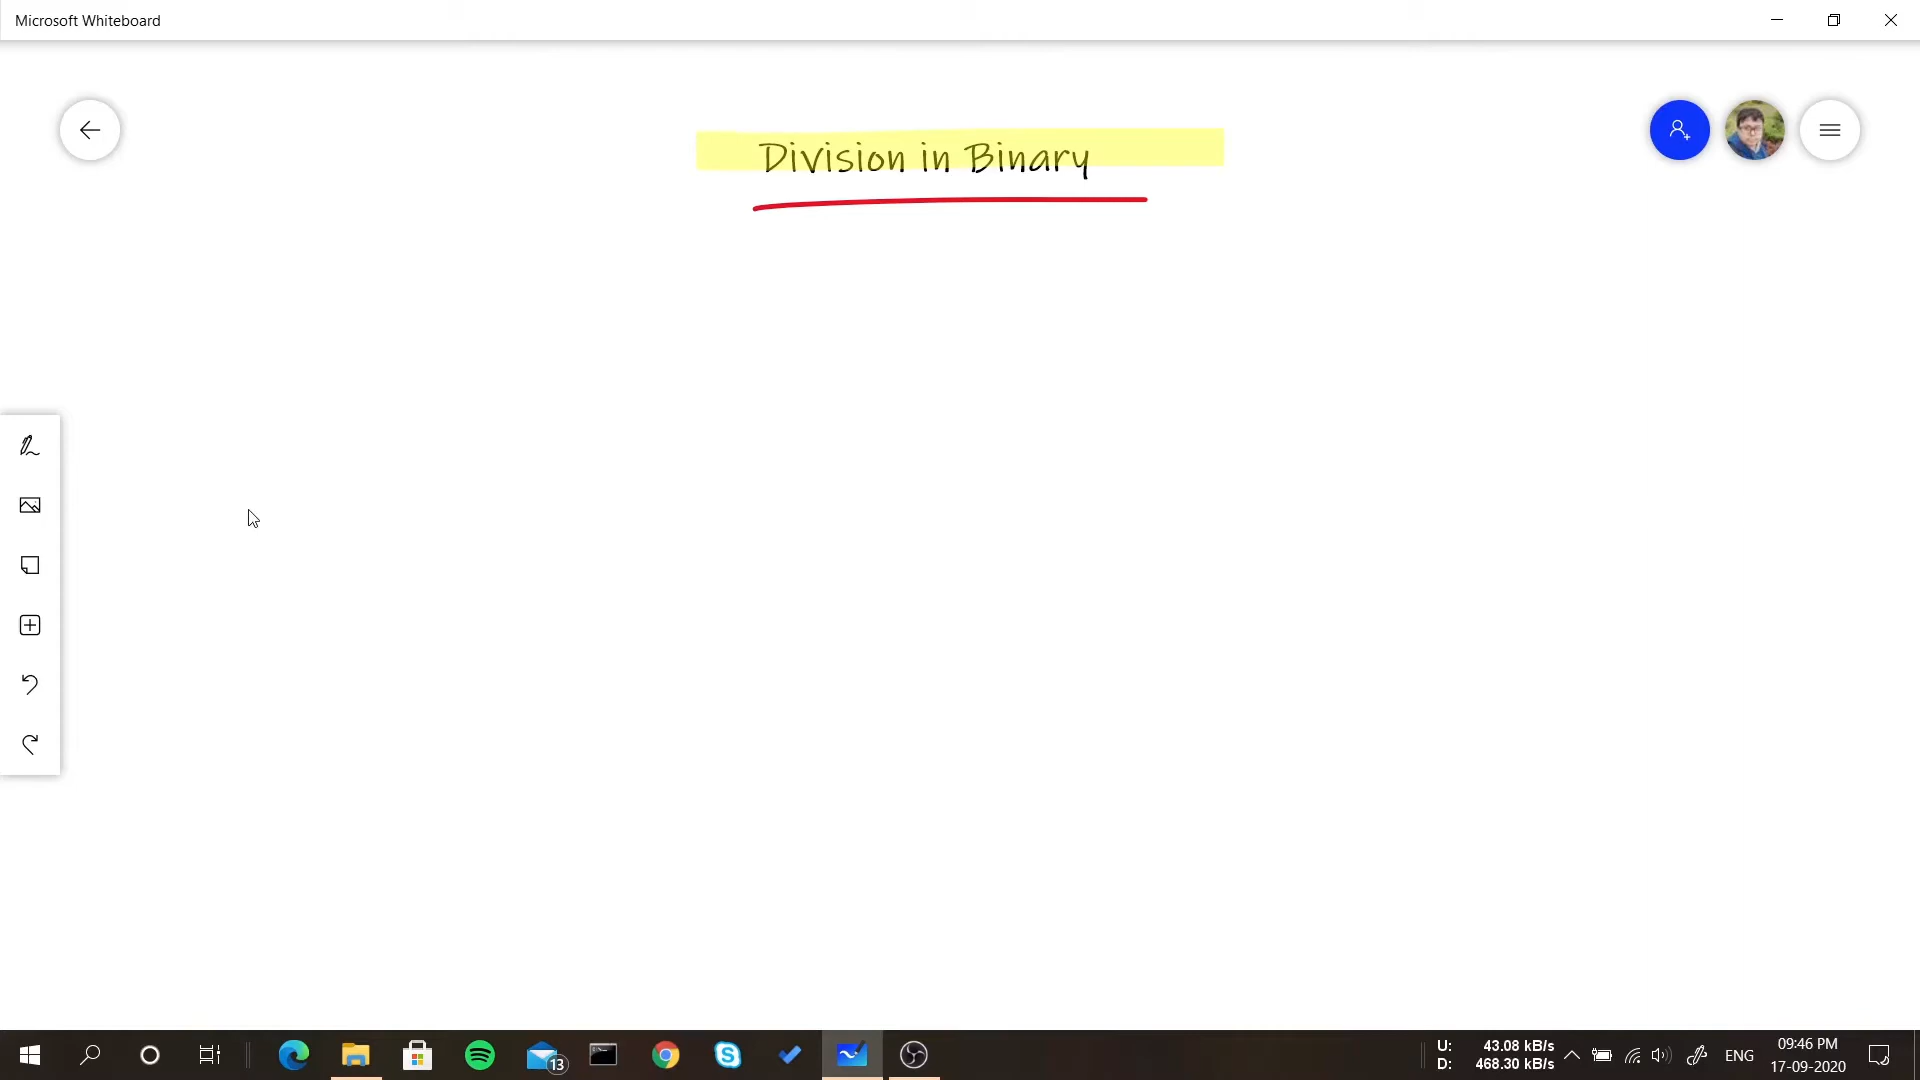 Microsoft Whiteboard
Division in Binary
13
U: 43.08 kB/s
D: 468.30 kB/s
ENG
09:46 PM
17-09-2020